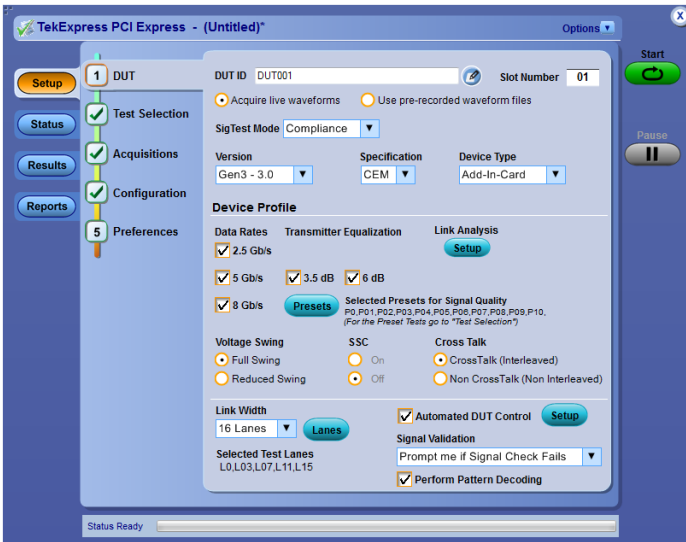 TekExpress PCI Express - (Untitled)*
Options
x
Start
Pause
Setup
Status
Results
Reports
1 DUT
Test Selection
Acquisitions
Configuration
5 Preferences
DUT ID DUT001 Slot Number 01
Acquire live waveforms Use pre-recorded waveform files
SigTest Mode Compliance
Version Specification Device Type
Gen3 - 3.0 CEM Add-In-Card
Device Profile
Data Rates Transmitter Equalization Link Analysis
2.5 Gb/s Setup
5 Gb/s 3.5 dB 6 dB
8 Gb/s Presets Selected Presets for Signal Quality
P0,P01,P02,P03,P04,P05,P06,P07,P08,P09,P10,
(For the Preset Tests go to "Test Selection")
Voltage Swing SSC Cross Talk
Full Swing On CrossTalk (Interleaved)
Reduced Swing Off Non CrossTalk (Non Interleaved)
Link Width Automated DUT Control Setup
16 Lanes Lanes Signal Validation
Selected Test Lanes Prompt me if Signal Check Fails
L0,L03,L07,L11,L15
Perform Pattern Decoding
Status Ready